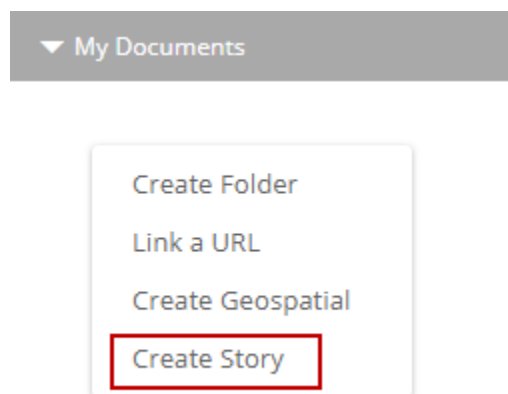 My Documents
Create Folder
Link a URL
Create Geospatial
Create Story